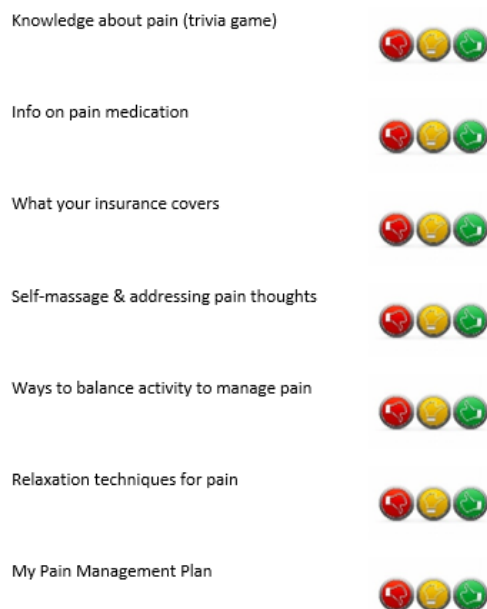 Knowledge about pain (trivia game)
Info on pain medication
What your insurance covers
Self-massage & addressing pain thoughts
Ways to balance activity to manage pain
Relaxation techniques for pain
My Pain Management Plan